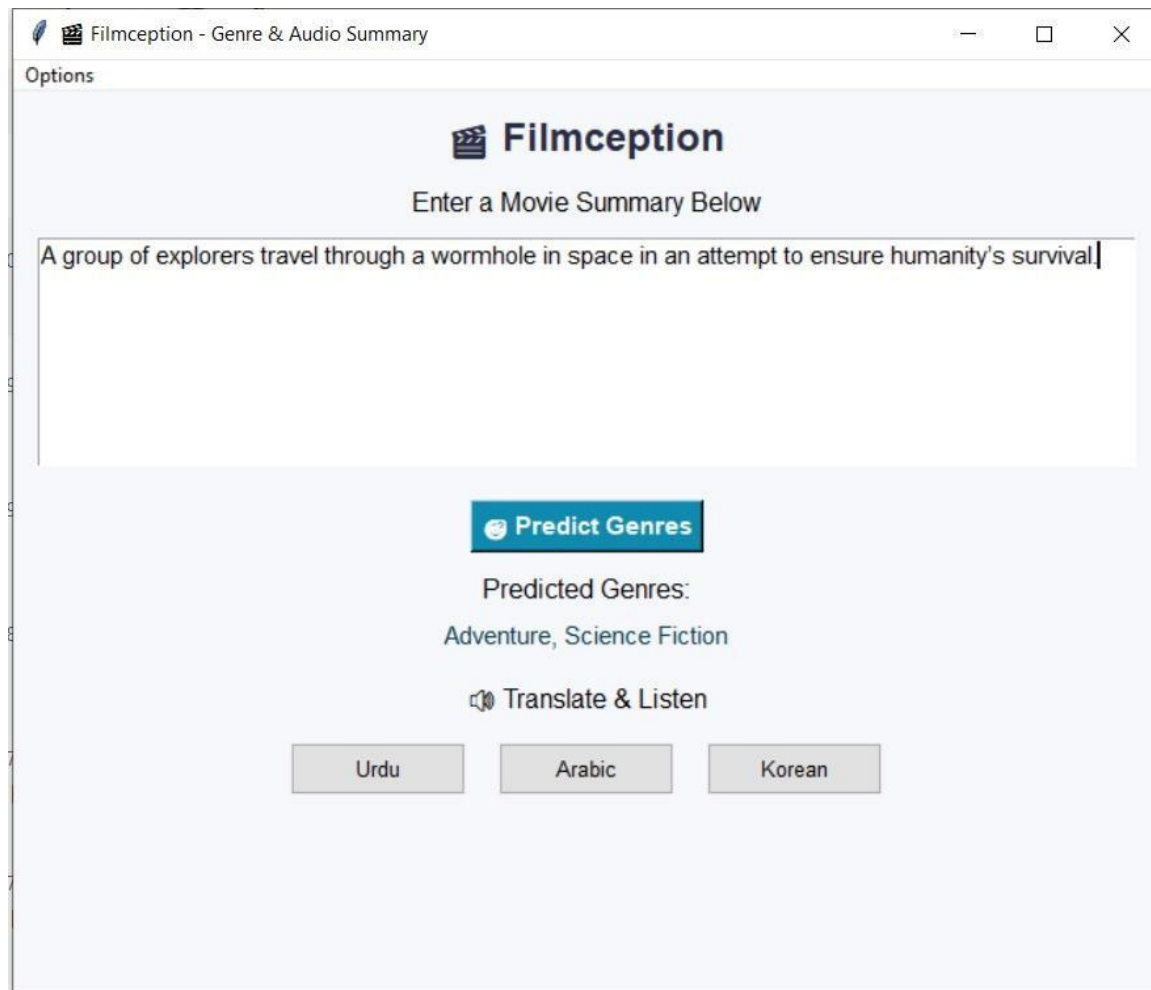 Filmception - Genre & Audio Summary
Options
Filmception
Enter a Movie Summary Below
A group of explorers travel through a wormhole in space in an attempt to ensure humanity’s survival.
Predict Genres
Predicted Genres:
Adventure, Science Fiction
Translate & Listen
Urdu Arabic Korean